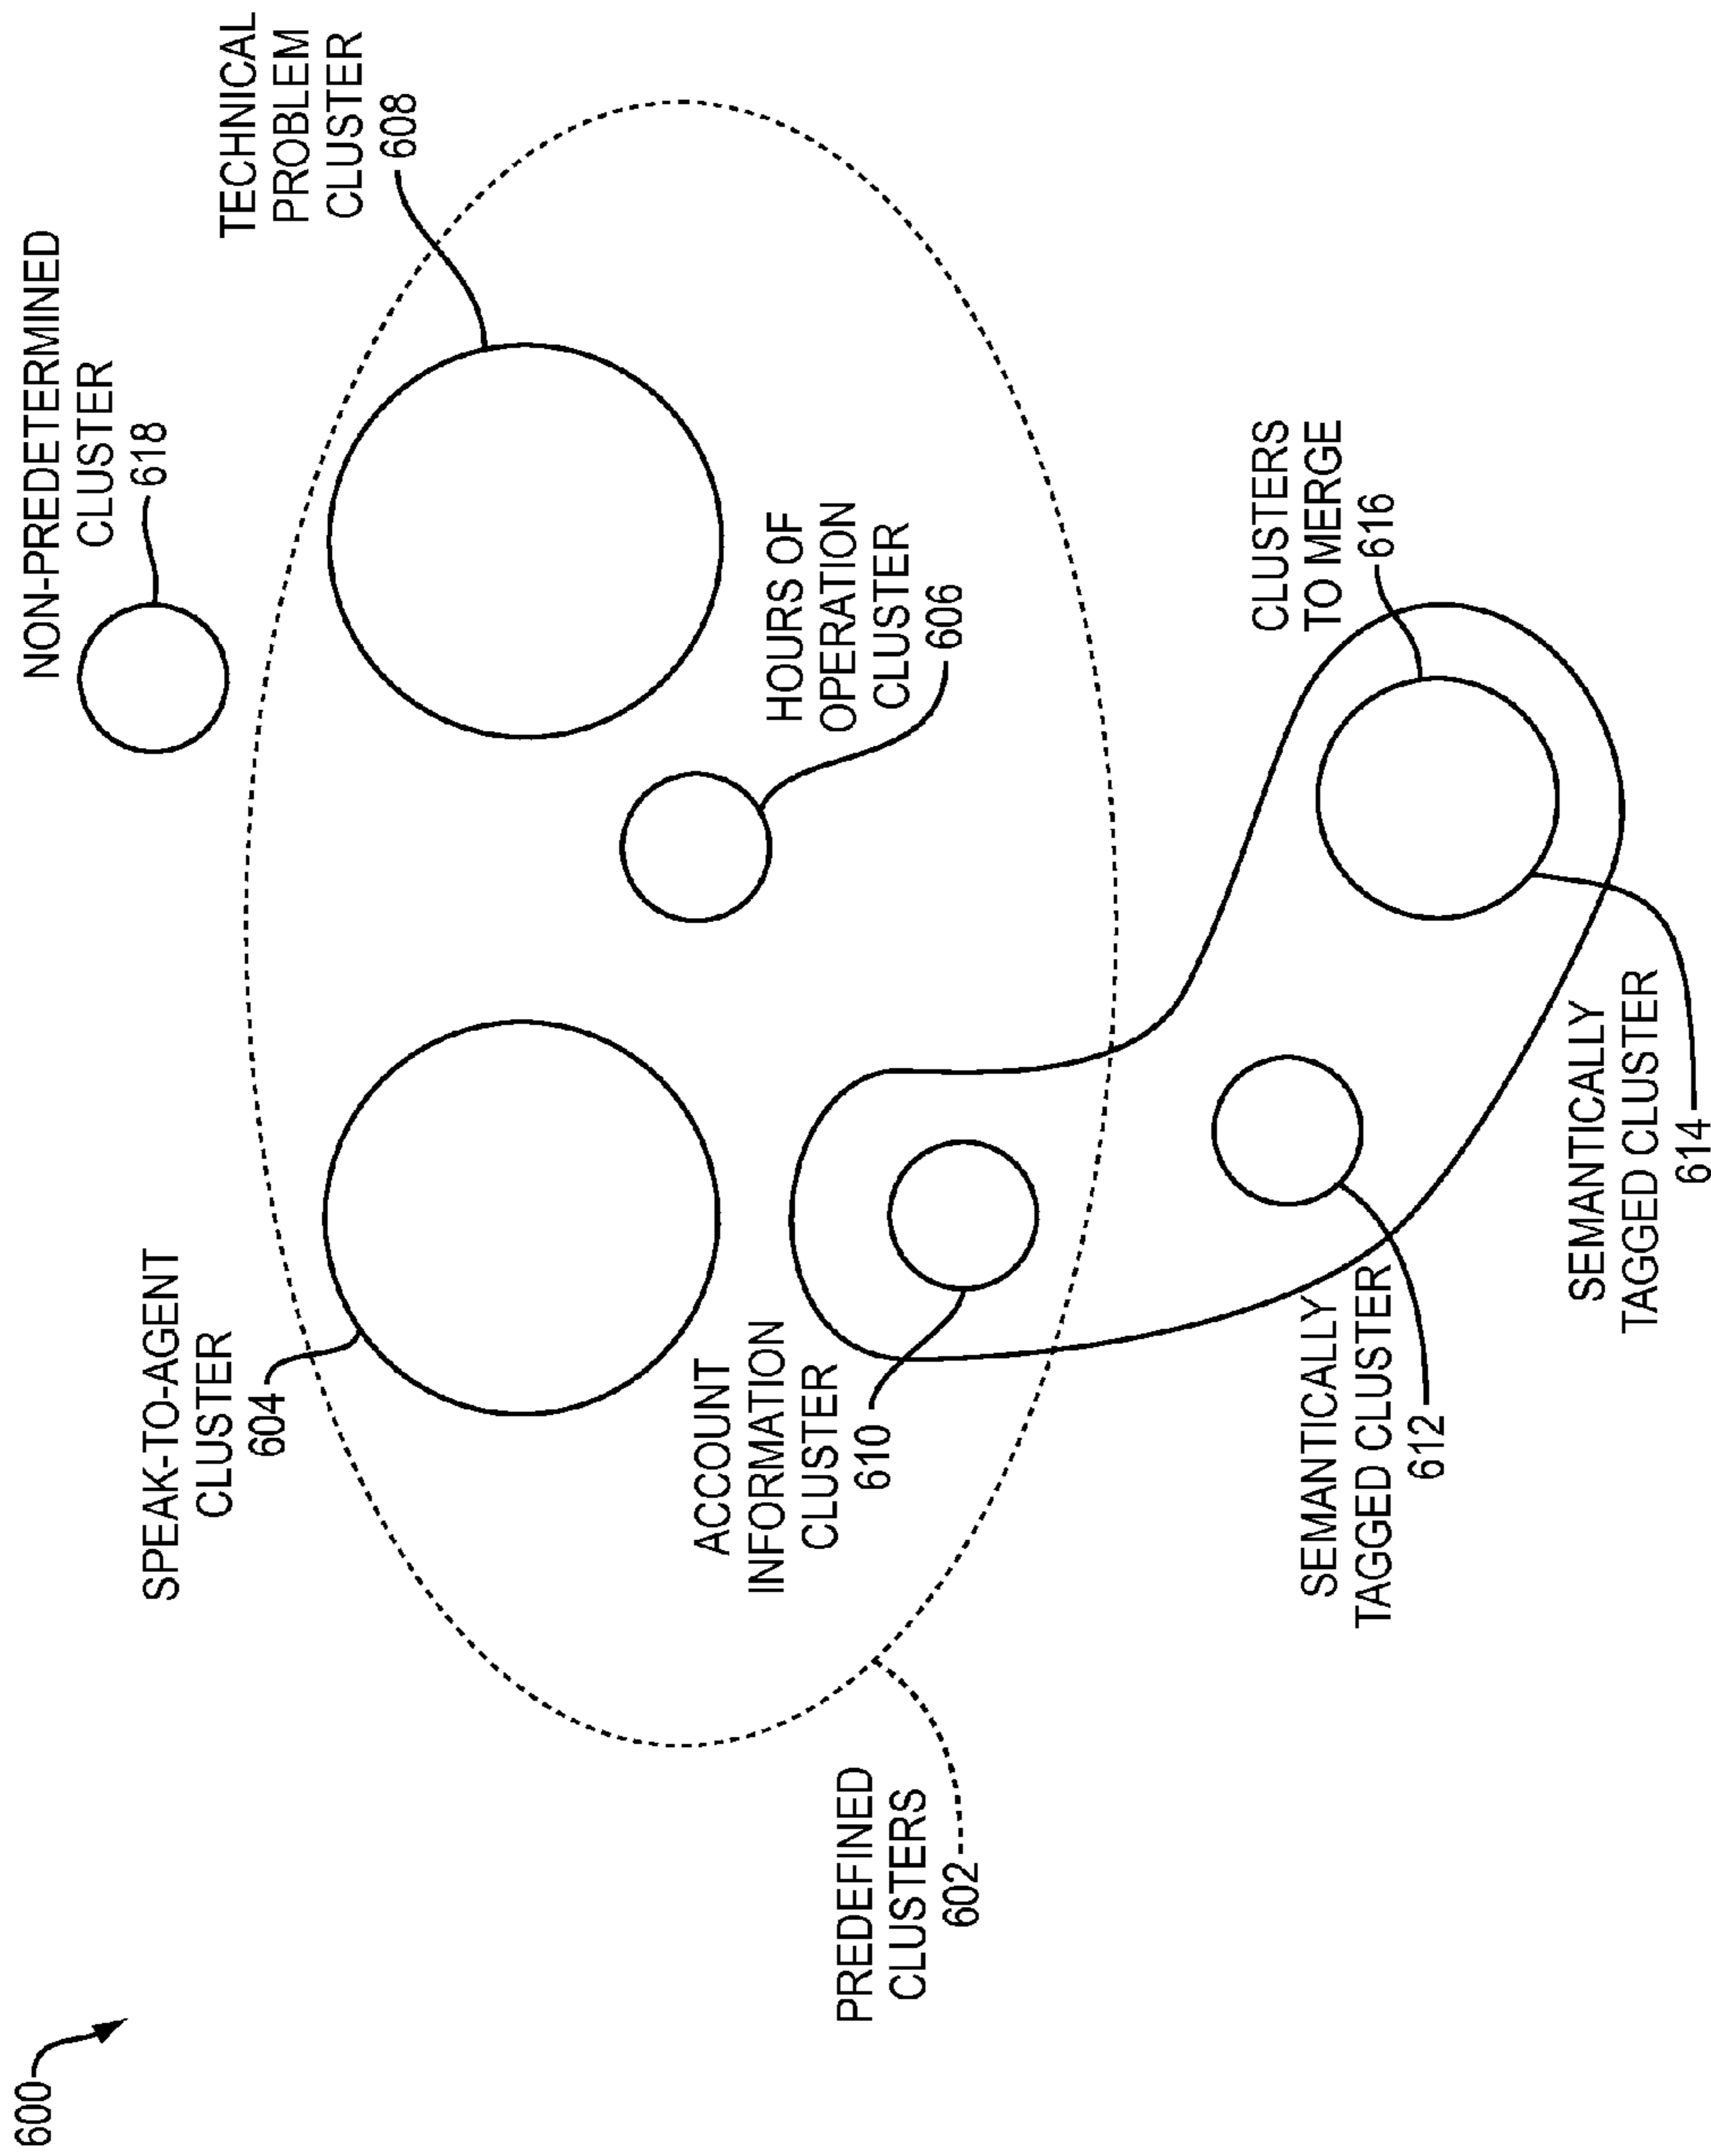 600
NON-PREDETERMINED
CLUSTER
618
TECHNICAL
PROBLEM
CLUSTER
608
SPEAK-TO-AGENT
CLUSTER
604
HOURS OF
OPERATION
CLUSTER
606
ACCOUNT
INFORMATION
CLUSTER
610
PREDEFINED
CLUSTERS
602
CLUSTERS
TO MERGE
616
SEMANTICALLY
TAGGED CLUSTER
612
SEMANTICALLY
TAGGED CLUSTER
614